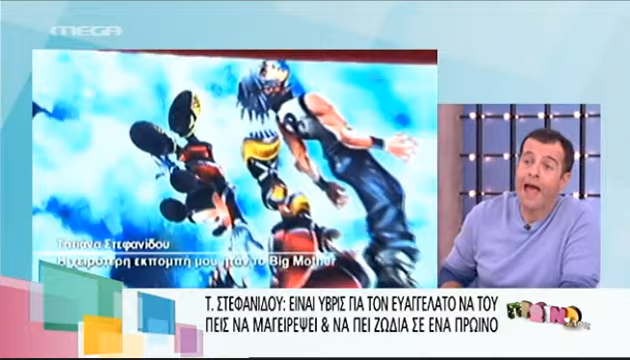 MEGA
Τατιάνα Στεφανίδου
Η χειρότερη εκπομπή μου ήταν το Big Mother
Τ. ΣΤΕΦΑΝΙΔΟΥ: ΕΙΝΑΙ ΥΒΡΙΣ ΓΙΑ ΤΟΝ ΕΥΑΓΓΕΛΑΤΟ ΝΑ ΤΟΥ
ΠΕΙΣ ΝΑ ΜΑΓΕΙΡΕΨΕΙ & ΝΑ ΠΕΙ ΖΩΔΙΑ ΣΕ ΕΝΑ ΠΡΩΙΝΟ
ΠΡΩΙΝΟ